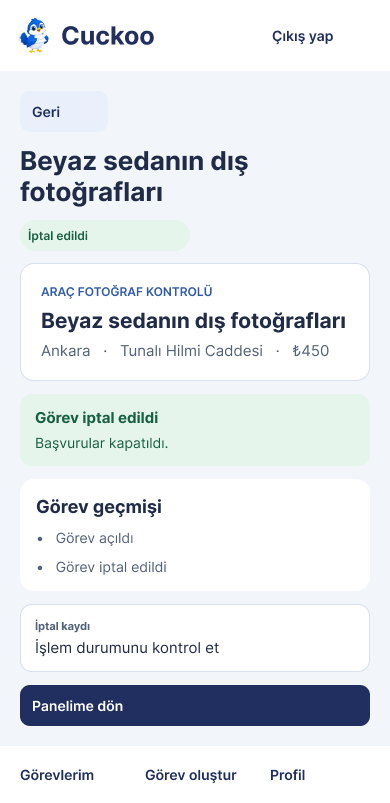 Cuckoo
Çıkış yap
Geri
Beyaz sedanın dış
fotoğrafları
İptal edildi
ARAÇ FOTOĞRAF KONTROLÜ
Beyaz sedanın dış fotoğrafları
Ankara · Tunalı Hilmi Caddesi · ₺450
Görev iptal edildi
Başvurular kapatıldı.
Görev geçmişi
• Görev açıldı
• Görev iptal edildi
İptal kaydı
İşlem durumunu kontrol et
Panelime dön
Görevlerim
Görev oluştur
Profil